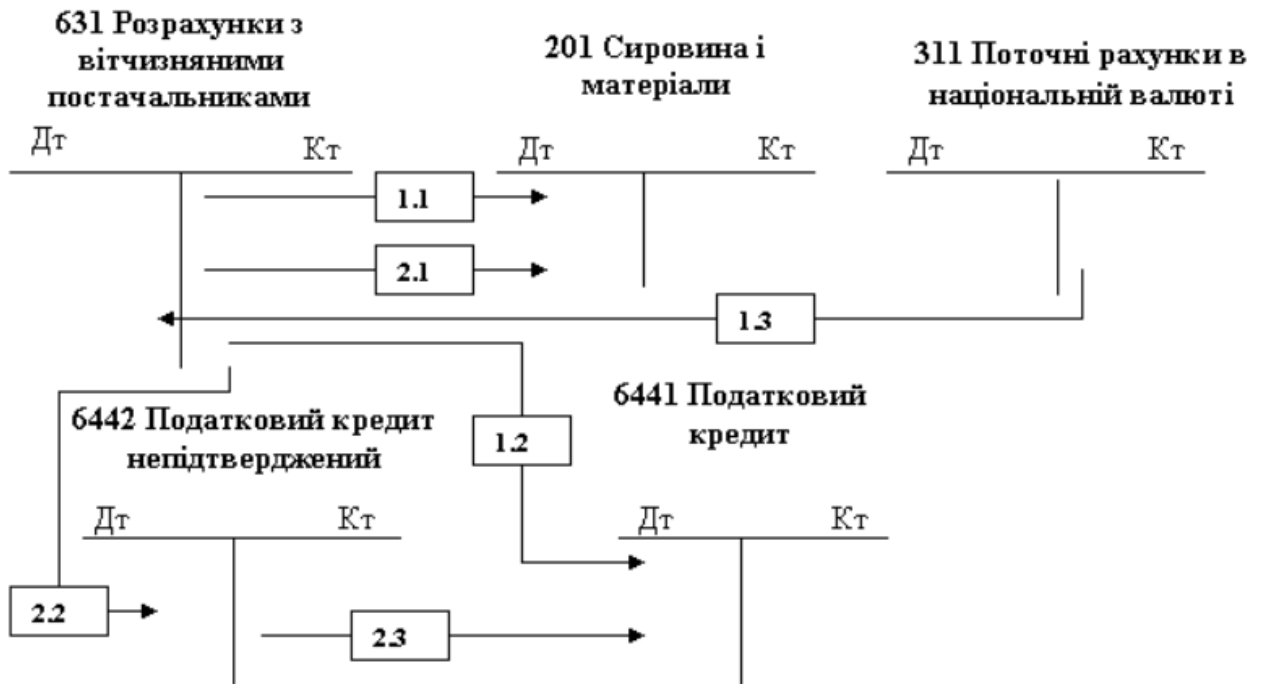 631 Розрахунки з
вітчизняними
постачальниками
201 Сировина і
матеріали
311 Поточні рахунки в
національній валюті
Дт Кт
Дт Кт
Дт Кт
1.1
2.1
1.3
6442 Податковий кредит
непідтверджений
1.2
6441 Податковий
кредит
Дт Кт
Дт Кт
2.2
2.3